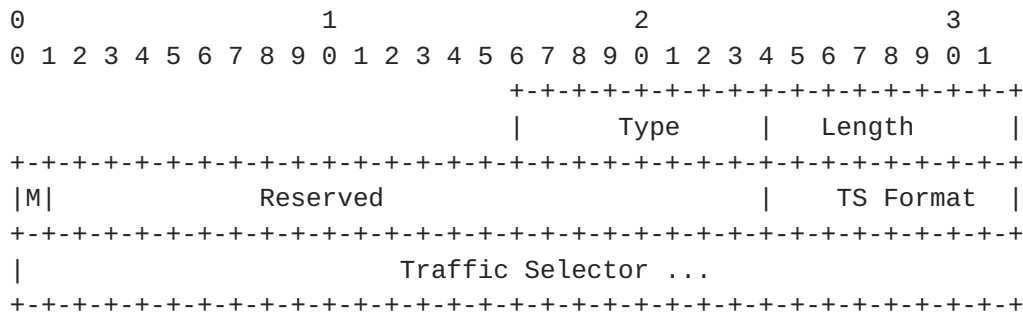 0                   1                   2                   3
0 1 2 3 4 5 6 7 8 9 0 1 2 3 4 5 6 7 8 9 0 1 2 3 4 5 6 7 8 9 0 1
                                +-+-+-+-+-+-+-+-+-+-+-+-+-+-+-+-+
                                |      Type     |   Length      |
+-+-+-+-+-+-+-+-+-+-+-+-+-+-+-+-+-+-+-+-+-+-+-+-+-+-+-+-+-+-+-+-+
|M|             Reserved                        |    TS Format  |
+-+-+-+-+-+-+-+-+-+-+-+-+-+-+-+-+-+-+-+-+-+-+-+-+-+-+-+-+-+-+-+-+
|                        Traffic Selector ...
+-+-+-+-+-+-+-+-+-+-+-+-+-+-+-+-+-+-+-+-+-+-+-+-+-+-+-+-+-+-+-+-+